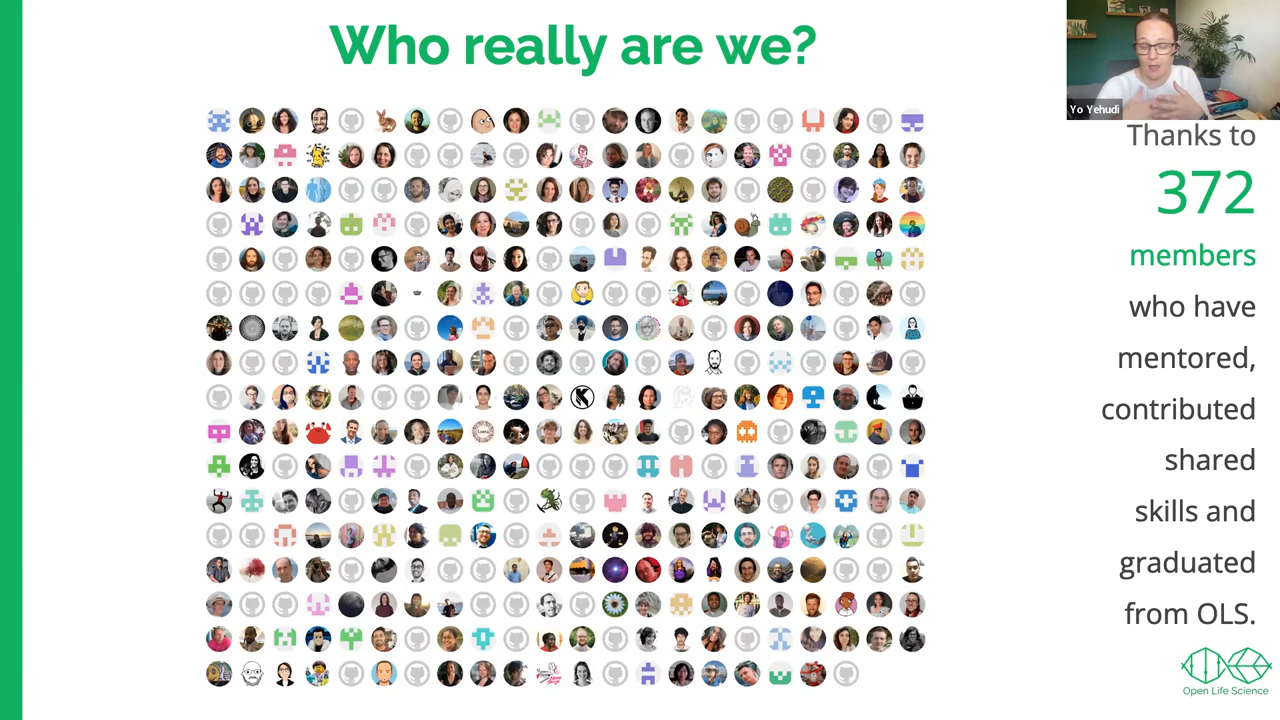 Who really are we?
Yo Yehudi
Thanks to
372
members
who have
mentored,
contributed
shared
skills and
graduated
from OLS.
Open Life Science